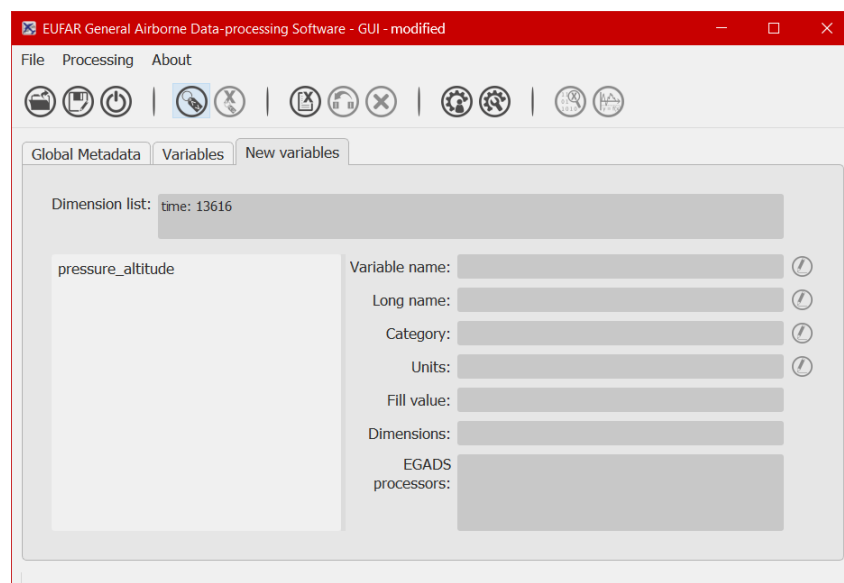 EUFAR General Airborne Data-processing Software - GUI - modified
File Processing About
Global Metadata Variables New variables
Dimension list: time: 13616
pressure_altitude
Variable name:
Long name:
Category:
Units:
Fill value:
Dimensions:
EGADS
processors: